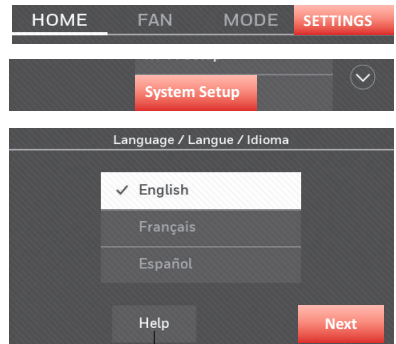 HOME FAN MODE SETTINGS
System Setup
Language / Langue / Idioma
✓ English
Français
Español
Help Next